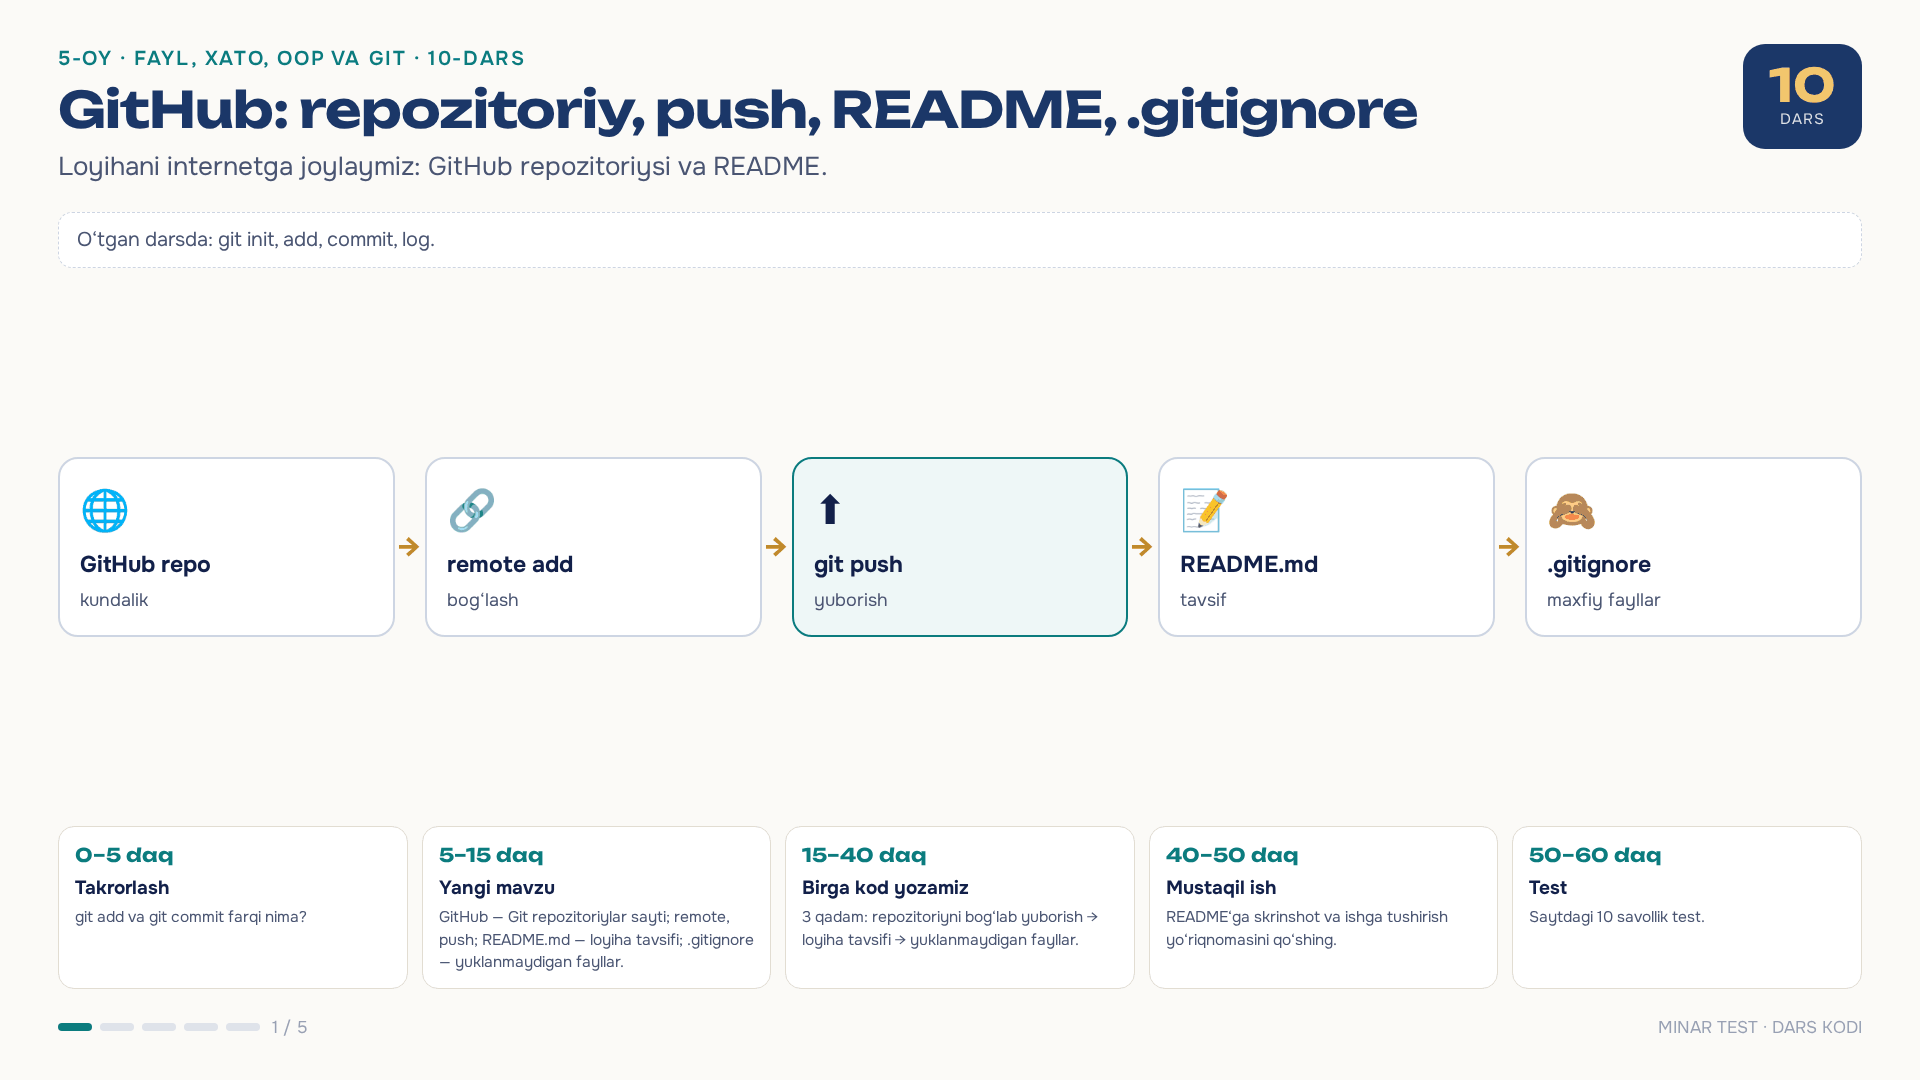 5-OY · FAYL, XATO, OOP VA GIT · 10-DARS
GitHub: repozitoriy, push, README, .gitignore
Loyihani internetga joylaymiz: GitHub repozitoriysi va README.
10
DARS
O‘tgan darsda: git init, add, commit, log.
GitHub repo
kundalik
→
remote add
bog‘lash
→
⬆
git push
yuborish
→
README.md
tavsif
→
.gitignore
maxfiy fayllar
0–5 daq
Takrorlash
git add va git commit farqi nima?
5–15 daq
Yangi mavzu
GitHub — Git repozitoriylar sayti; remote,
push; README.md — loyiha tavsifi; .gitignore
— yuklanmaydigan fayllar.
15–40 daq
Birga kod yozamiz
3 qadam: repozitoriyni bog‘lab yuborish →
loyiha tavsifi → yuklanmaydigan fayllar.
40–50 daq
Mustaqil ish
README‘ga skrinshot va ishga tushirish
yo‘riqnomasini qo‘shing.
50–60 daq
Test
Saytdagi 10 savollik test.
1 / 5
MINAR TEST · DARS KODI